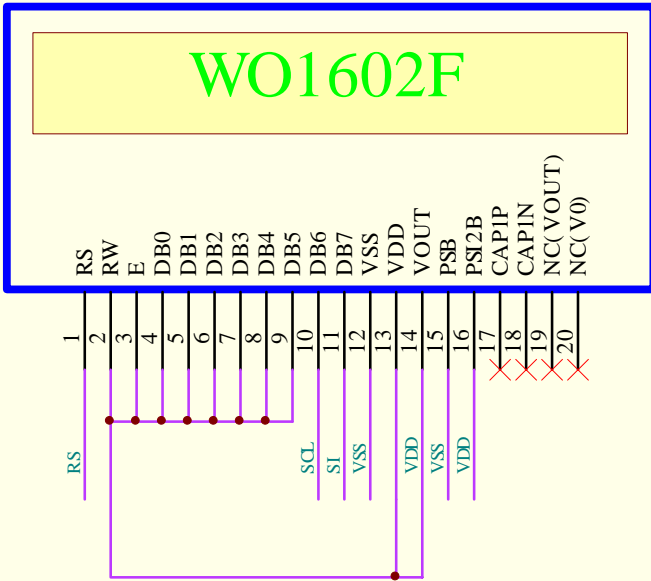 WO1602F
RS
RW
E
DB0
DB1
DB2
DB3
DB4
DB5
DB6
DB7
VSS
VDD
VOUT
PSB
PSI2B
CAP1P
CAP1N
NC(VOUT)
NC(V0)
1
2
3
4
5
6
7
8
9
10
11
12
13
14
15
16
17
18
19
20
RS
SCL
SI
VSS
VDD
VSS
VDD